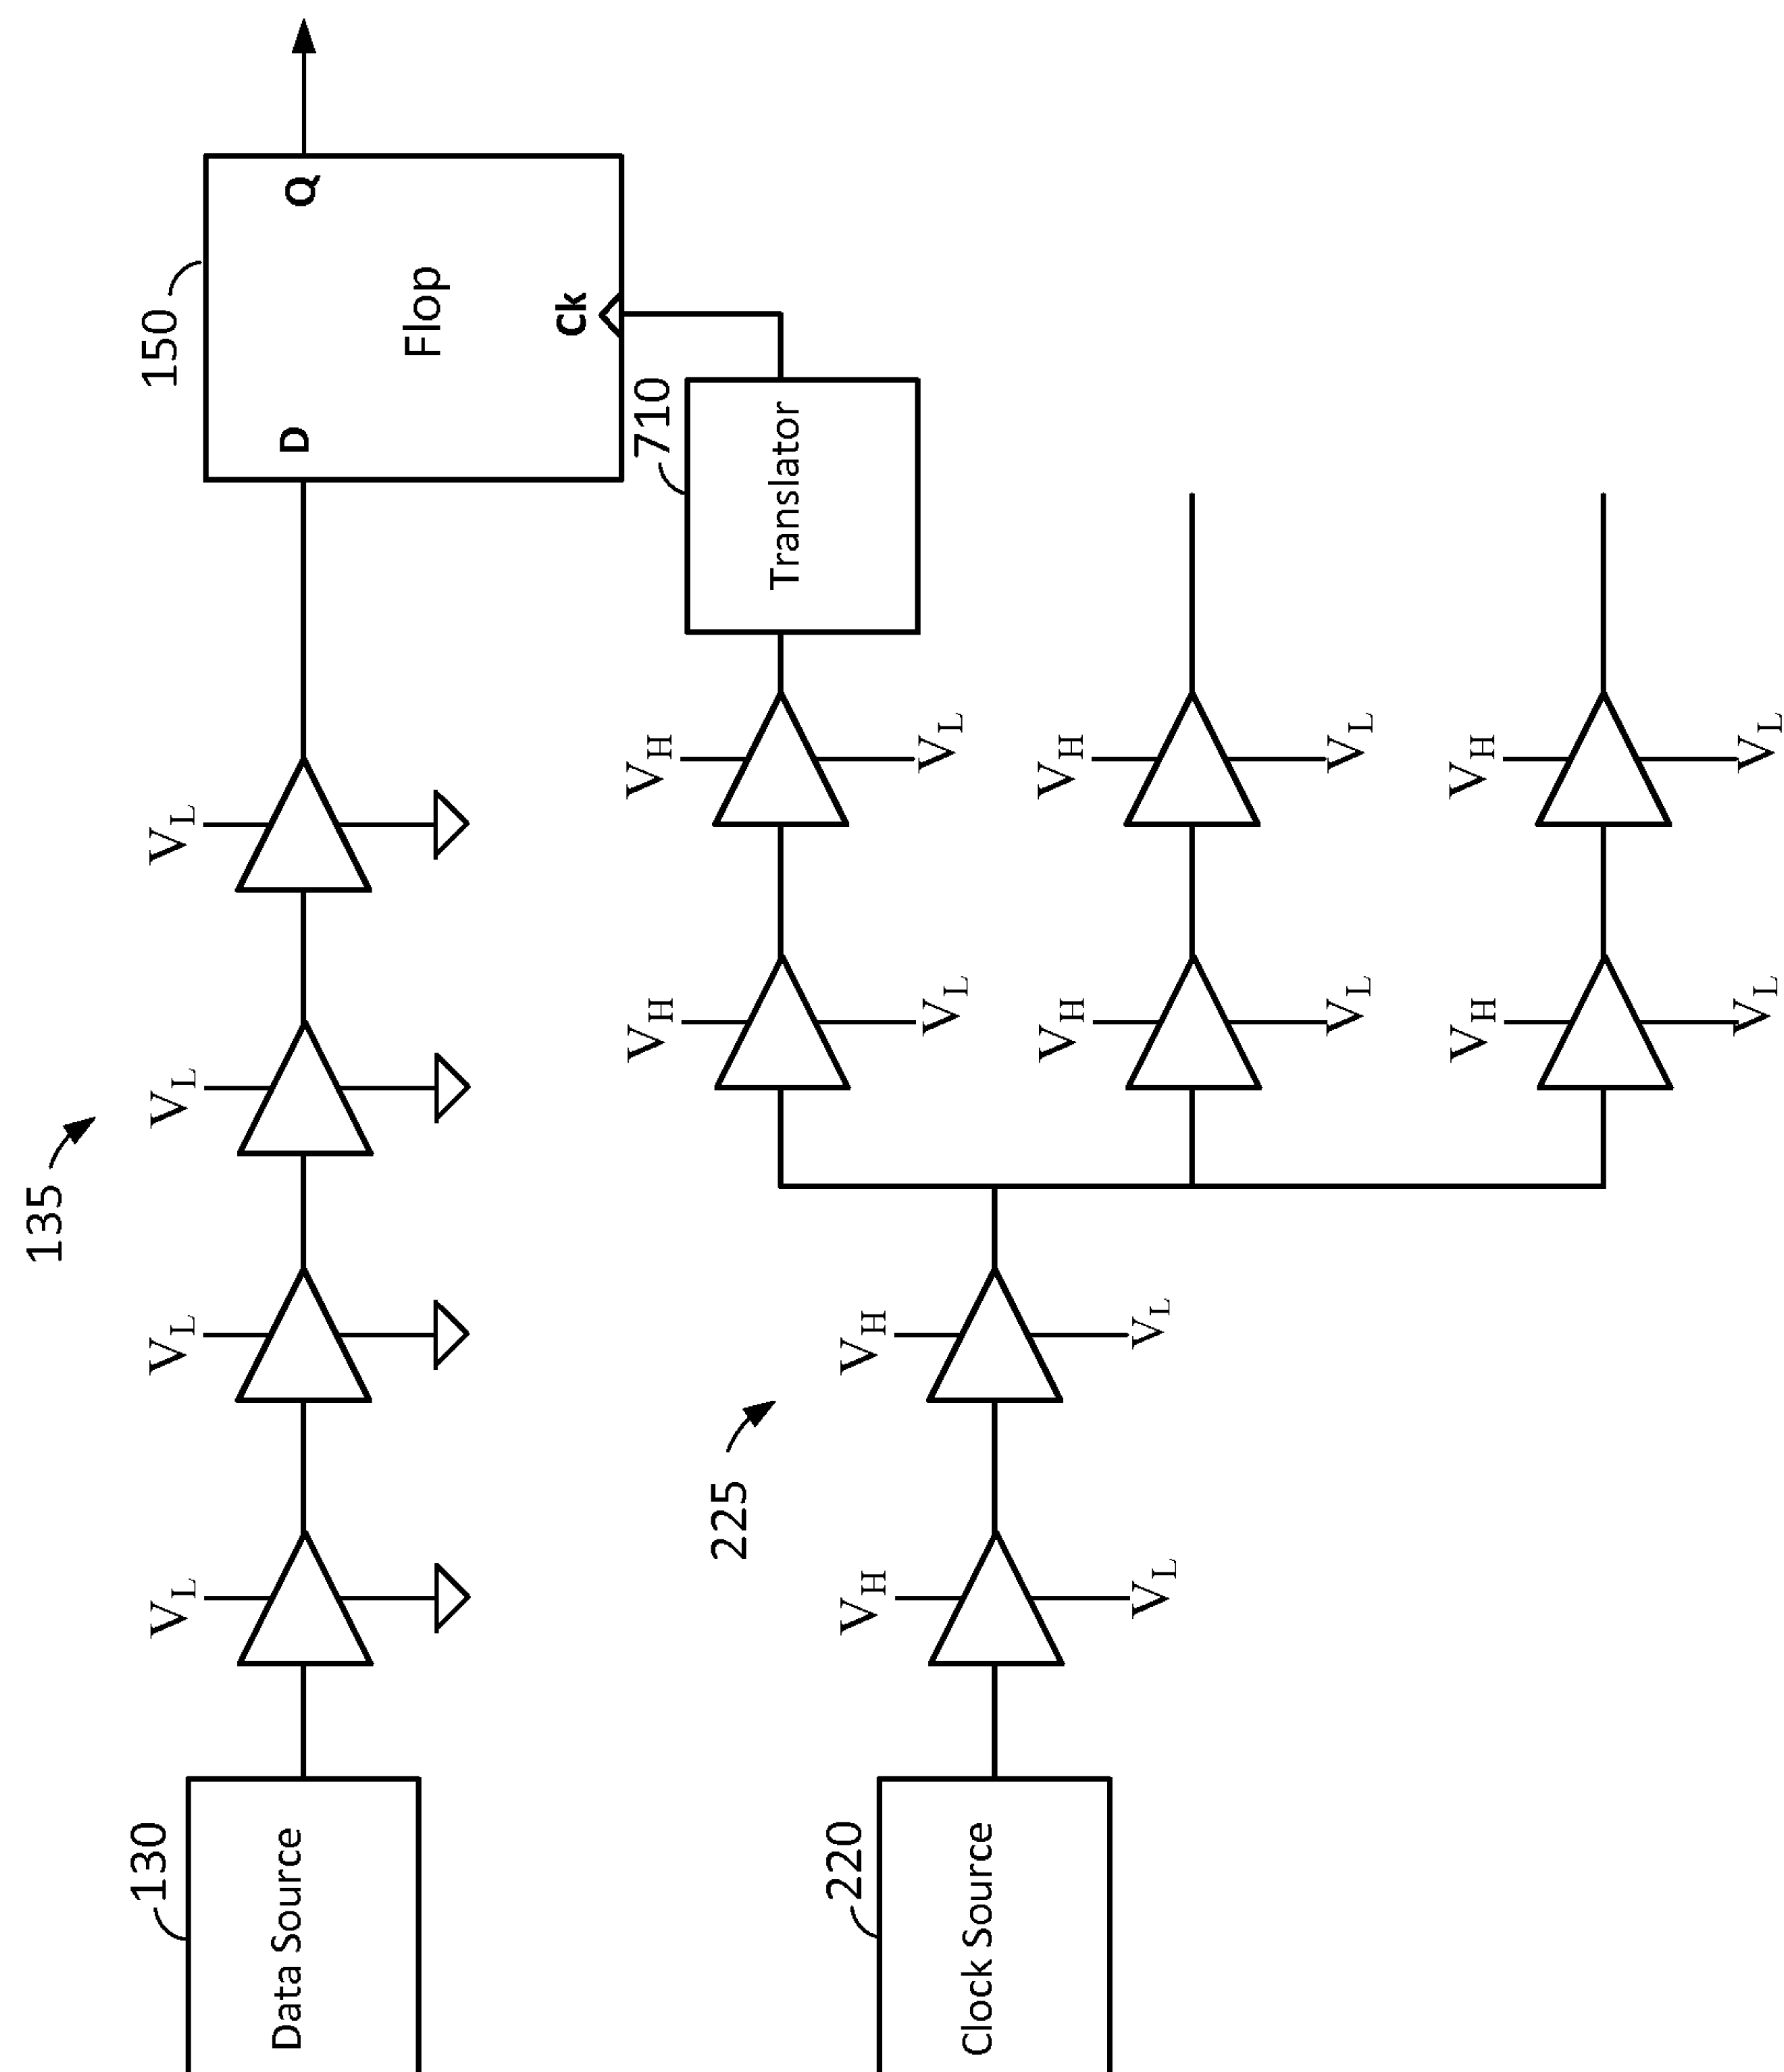 135
130
Data Source
V_L
V_L
V_L
V_L
150
D
Q
Flop
Ck
710
Translator
225
220
Clock Source
V_H
V_L
V_H
V_L
V_H
V_L
V_H
V_L
V_H
V_L
V_H
V_L
V_H
V_L
V_H
V_L